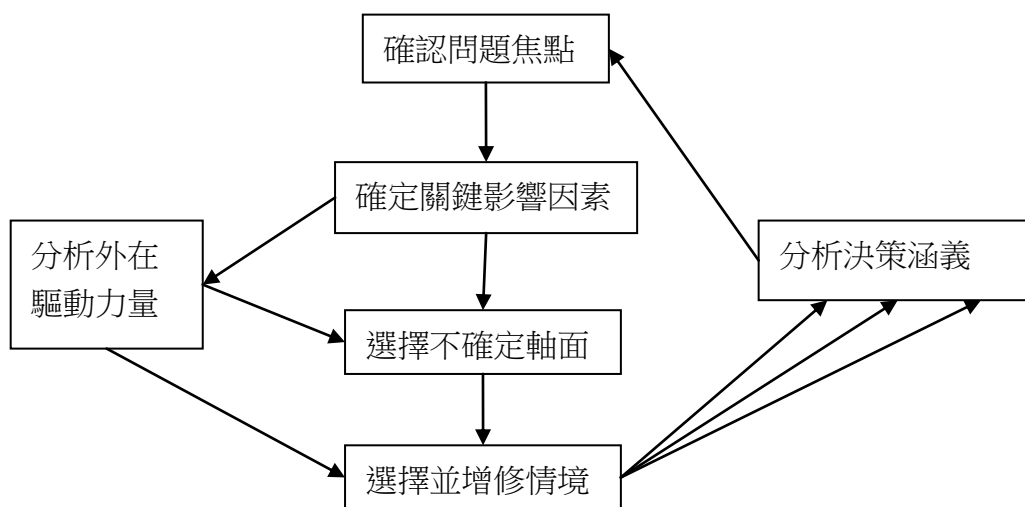 確認問題焦點
確定關鍵影響因素
分析外在
驅動力量
分析決策涵義
選擇不確定軸面
選擇並增修情境